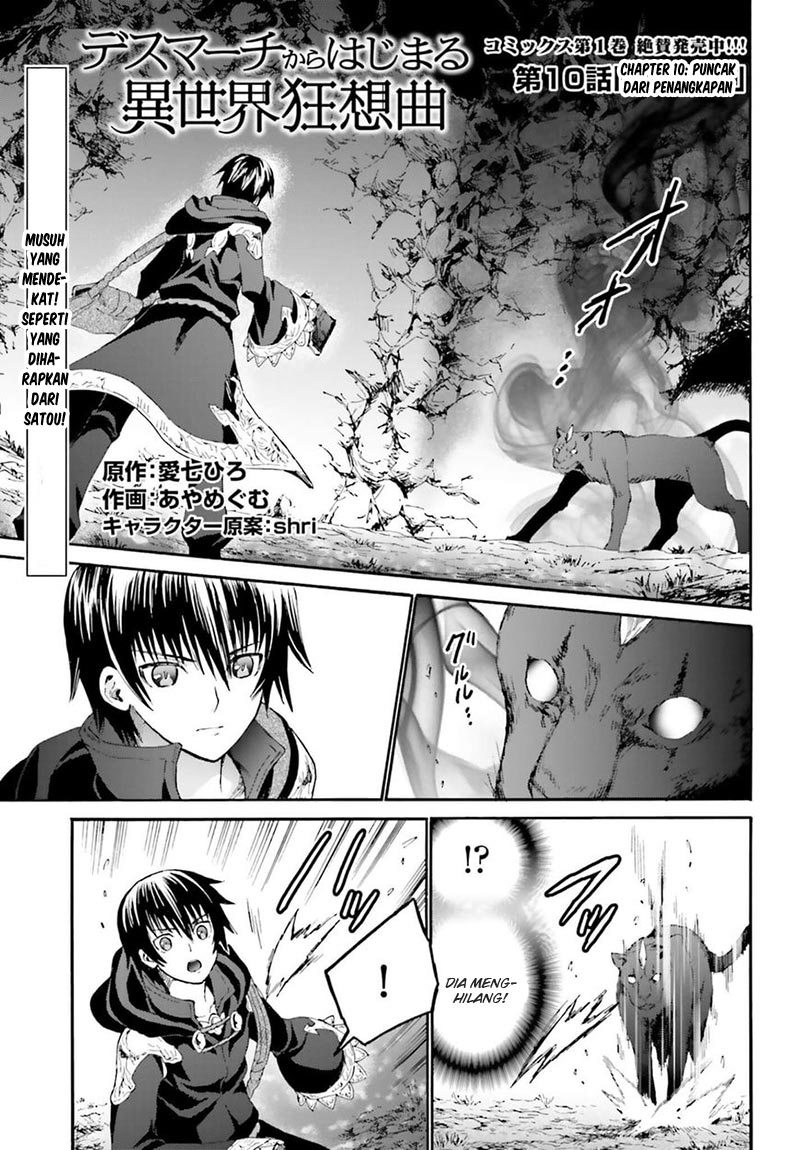 デスマーチからはじまる
異世界狂想曲
コミックス第1巻 絶賛発売中!!!
第10話「
CHAPTER 10: PUNCAK
DARI PENANGKAPAN
」
オオ…
MUSUH
YANG
MENDE-
KAT!
SEPERTI
YANG
DIHA-
RAPKAN
DARI
SATOU!
原作：愛七ひろ
作画：あやめぐむ
キャラクター原案：shri
グルル…
!?
DIA MENG-
HILANG!
フッ
!